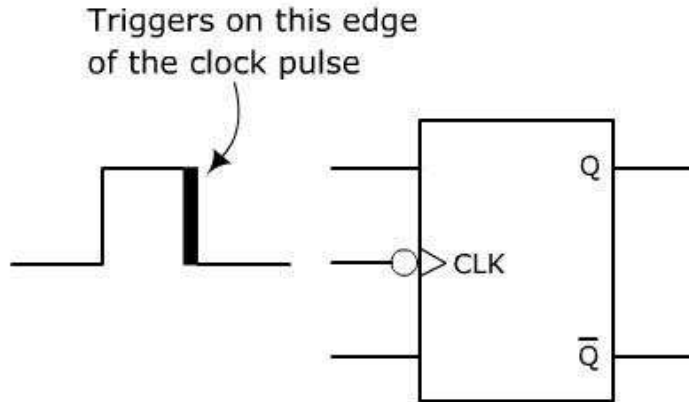 Triggers on this edge
of the clock pulse
Q
CLK
Q̅